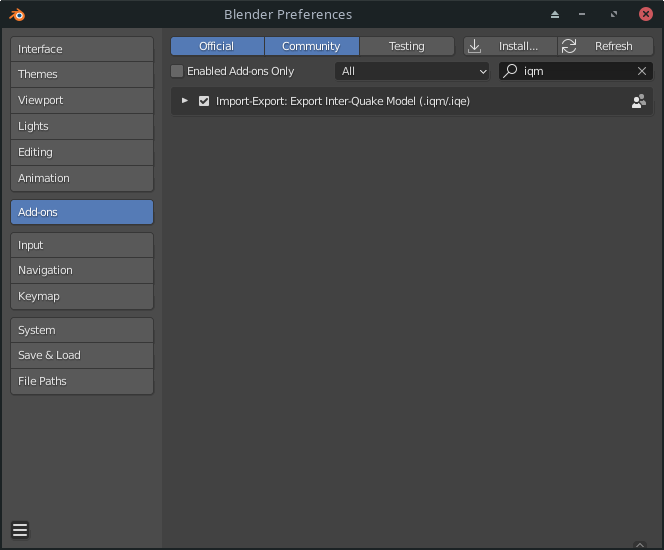 Blender Preferences
Interface
Themes
Viewport
Lights
Editing
Animation
Add-ons
Input
Navigation
Keymap
System
Save & Load
File Paths
Official Community Testing Install... Refresh
Enabled Add-ons Only All iqm
Import-Export: Export Inter-Quake Model (.iqm/.iqe)